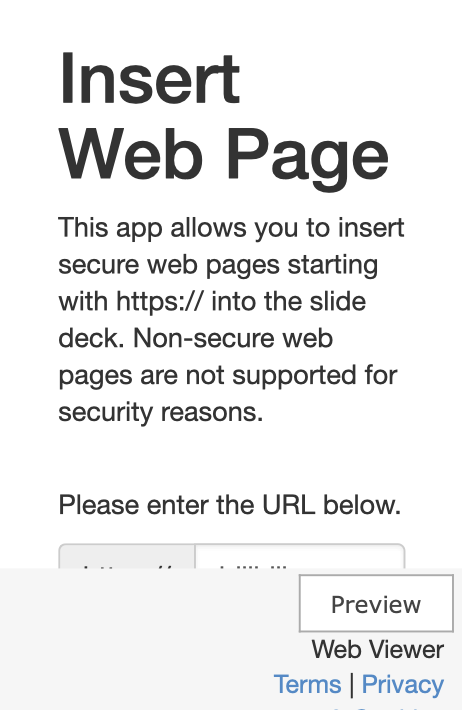 Insert
Web Page
This app allows you to insert
secure web pages starting
with https:// into the slide
deck. Non-secure web
pages are not supported for
security reasons.
Please enter the URL below.
https://
Preview
Web Viewer
Terms | Privacy